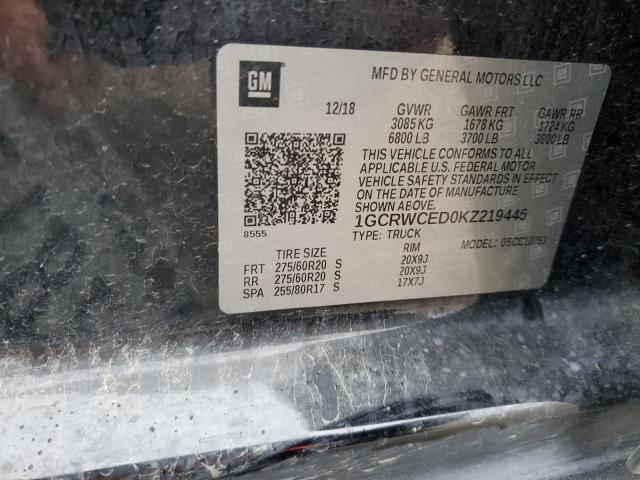 GM
MFD BY GENERAL MOTORS LLC
12/18 GVWR GAWR FRT GAWR RR
3085 KG 1678 KG 1724 KG
6800 LB 3700 LB 3800 LB
THIS VEHICLE CONFORMS TO ALL
APPLICABLE U.S. FEDERAL MOTOR
VEHICLE SAFETY STANDARDS IN EFFECT
ON THE DATE OF MANUFACTURE
SHOWN ABOVE.
1GCRWCED0KZ219445
8555
TYPE: TRUCK MODEL: 05CC10753
TIRE SIZE RIM
FRT 275/60R20 S 20X9J
RR 275/60R20 S 20X9J
SPA 255/80R17 S 17X7J